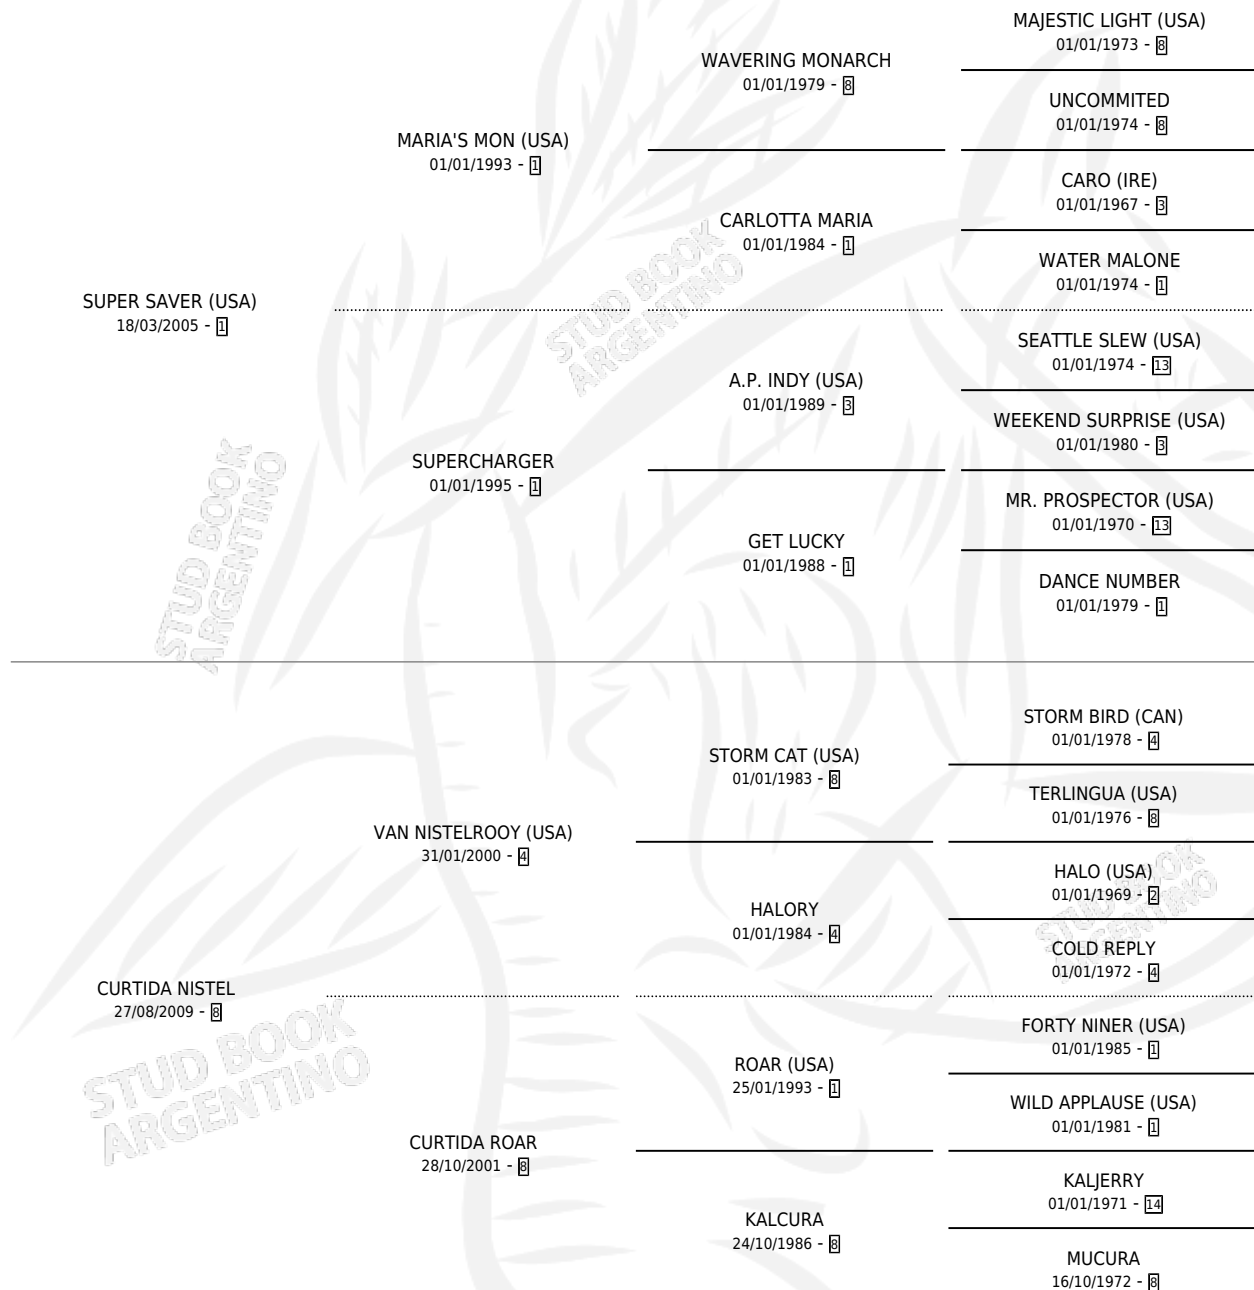 MAJESTIC LIGHT (USA)
01/01/1973 - 8
WAVERING MONARCH
01/01/1979 - 8
UNCOMMITED
01/01/1974 - 8
MARIA'S MON (USA)
01/01/1993 - 1
CARO (IRE)
01/01/1967 - 3
CARLOTTA MARIA
01/01/1984 - 1
WATER MALONE
01/01/1974 - 1
SUPER SAVER (USA)
18/03/2005 - 1
SEATTLE SLEW (USA)
01/01/1974 - 13
A.P. INDY (USA)
01/01/1989 - 3
WEEKEND SURPRISE (USA)
01/01/1980 - 3
SUPERCHARGER
01/01/1995 - 1
MR. PROSPECTOR (USA)
01/01/1970 - 13
GET LUCKY
01/01/1988 - 1
DANCE NUMBER
01/01/1979 - 1
STORM BIRD (CAN)
01/01/1978 - 4
STORM CAT (USA)
01/01/1983 - 8
TERLINGUA (USA)
01/01/1976 - 8
VAN NISTELROOY (USA)
31/01/2000 - 4
HALO (USA)
01/01/1969 - 2
HALORY
01/01/1984 - 4
COLD REPLY
01/01/1972 - 4
CURTIDA NISTEL
27/08/2009 - 8
FORTY NINER (USA)
01/01/1985 - 1
ROAR (USA)
25/01/1993 - 1
WILD APPLAUSE (USA)
01/01/1981 - 1
CURTIDA ROAR
28/10/2001 - 8
KALJERRY
01/01/1971 - 14
KALCURA
24/10/1986 - 8
MUCURA
16/10/1972 - 8
STUD BOOK
ARGENTINO
STUD BOOK
ARGENTINO
STUD BOOK
ARGENTINO
STUD BOOK
ARGENTINO